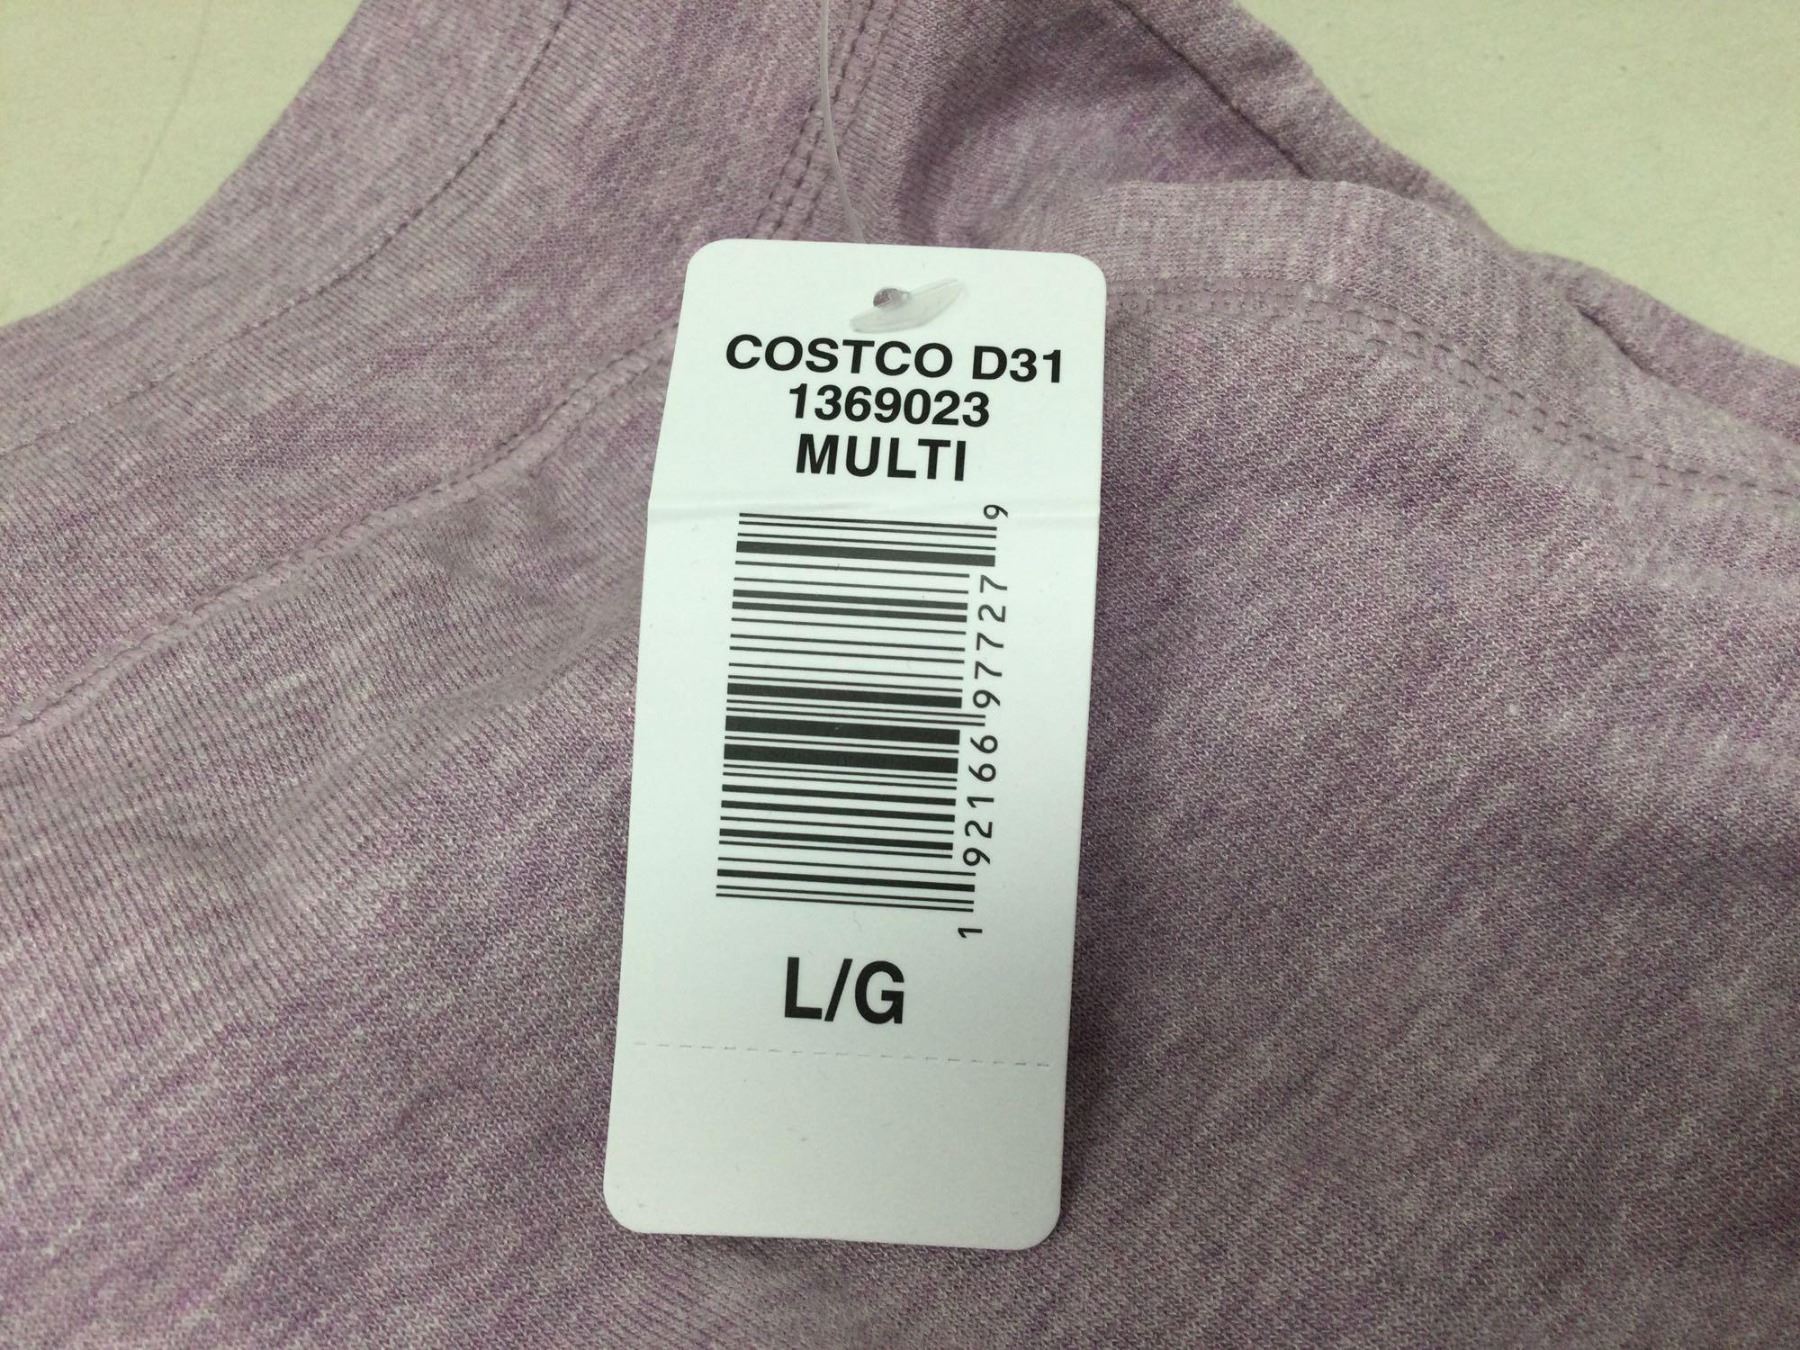 COSTCO D31
1369023
MULTI
1 92166 97727 9
L/G